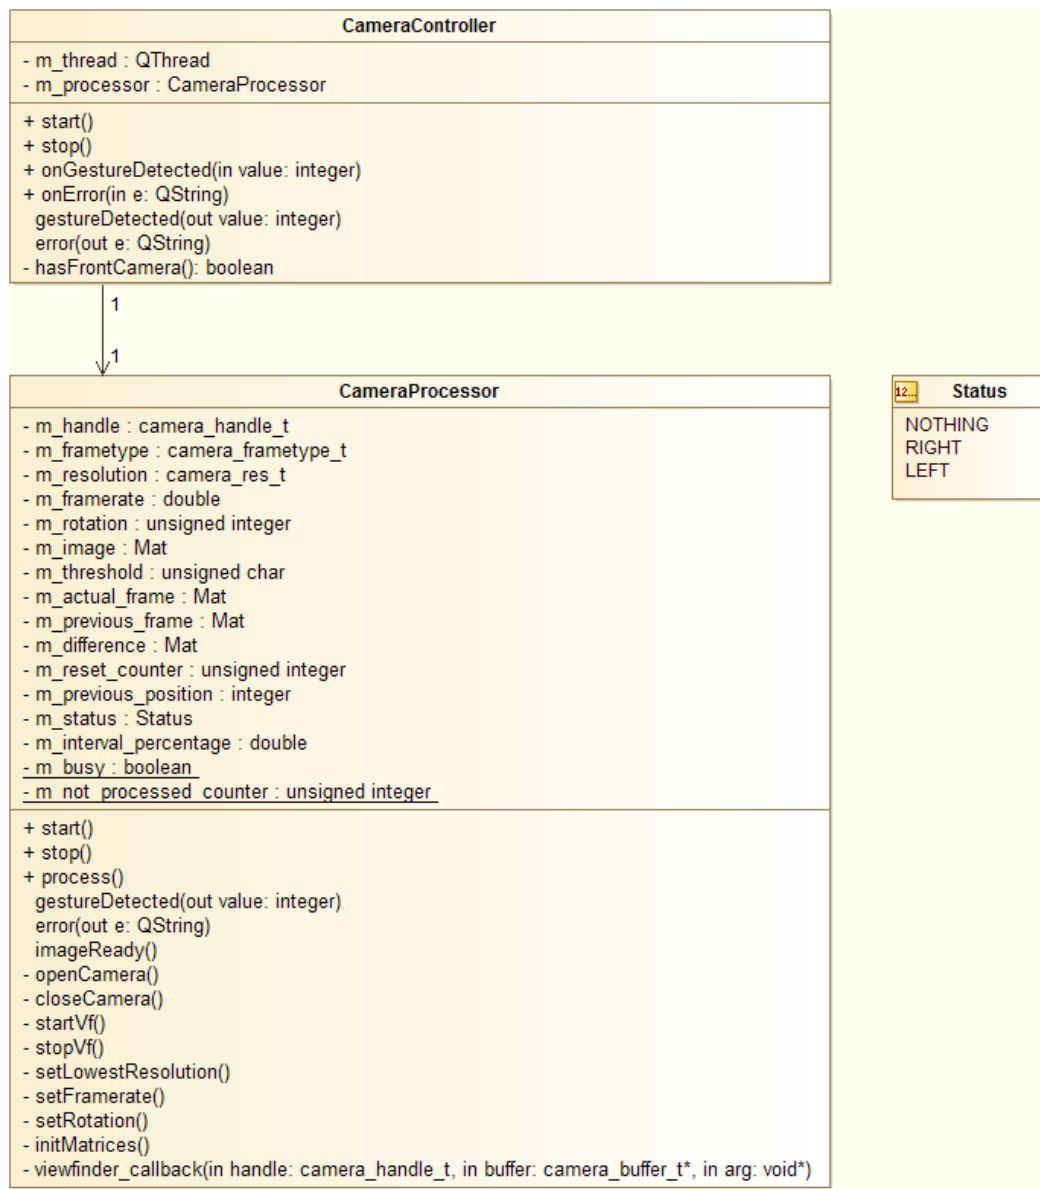 CameraController
- m_thread : QThread
- m_processor : CameraProcessor
+ start()
+ stop()
+ onGestureDetected(in value: integer)
+ onError(in e: QString)
gestureDetected(out value: integer)
error(out e: QString)
- hasFrontCamera(): boolean
1
1
CameraProcessor
- m_handle : camera_handle_t
- m_frametype : camera_frametype_t
- m_resolution : camera_res_t
- m_framerate : double
- m_rotation : unsigned integer
- m_image : Mat
- m_threshold : unsigned char
- m_actual_frame : Mat
- m_previous_frame : Mat
- m_difference : Mat
- m_reset_counter : unsigned integer
- m_previous_position : integer
- m_status : Status
- m_interval_percentage : double
- m_busy : boolean
- m_not_processed_counter : unsigned integer
+ start()
+ stop()
+ process()
gestureDetected(out value: integer)
error(out e: QString)
imageReady()
- openCamera()
- closeCamera()
- startVf()
- stopVf()
- setLowestResolution()
- setFramerate()
- setRotation()
- initMatrices()
- viewfinder_callback(in handle: camera_handle_t, in buffer: camera_buffer_t*, in arg: void*)
12... Status
NOTHING
RIGHT
LEFT